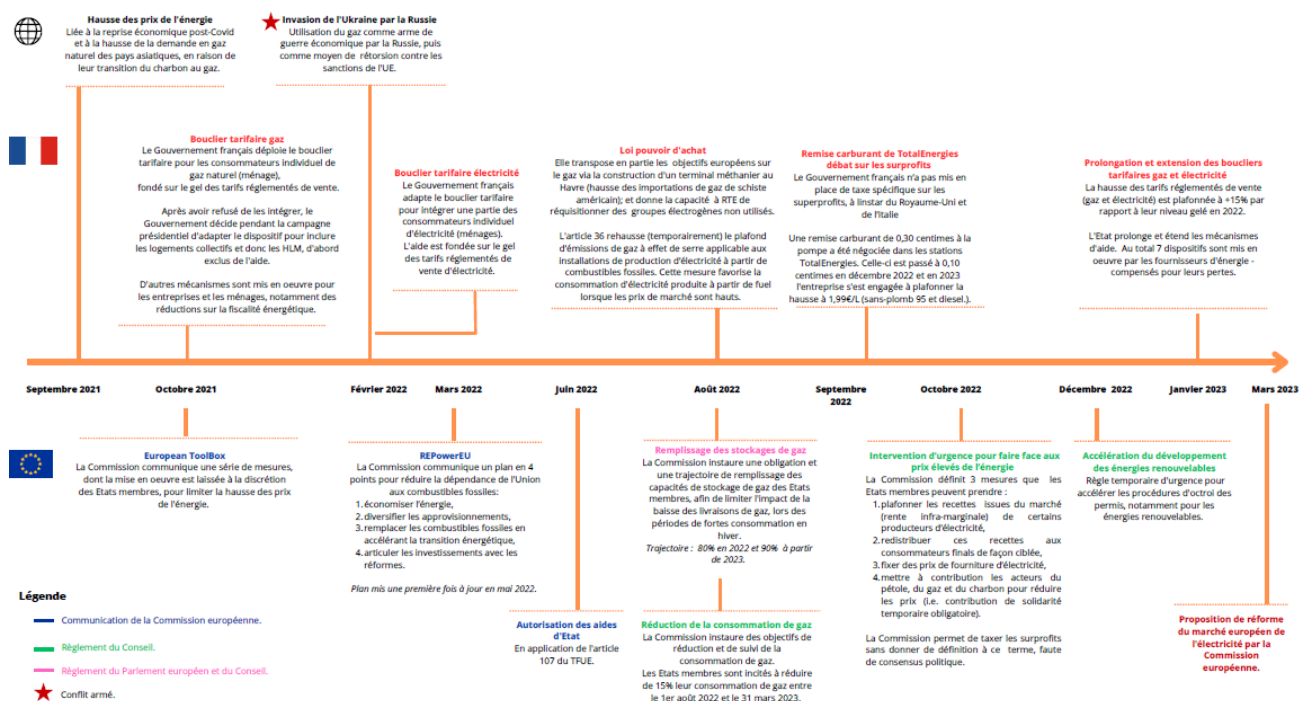 Hausse des prix de l'énergie
Liée à la reprise économique post-Covid
et à la hausse de la demande en gaz
naturel des pays asiatiques, en raison de
leur transition du charbon au gaz.
Invasion de l'Ukraine par la Russie
Utilisation du gaz comme arme de
guerre économique par la Russie, puis
comme moyen de rétorsion contre les
sanctions de l'UE.
Bouclier tarifaire gaz
Le Gouvernement français déploie le bouclier
tarifaire pour les consommateurs individuel de
gaz naturel (ménage),
fondé sur le gel des tarifs réglementés de vente.
Après avoir refusé de les intégrer, le
Gouvernement décide pendant la campagne
présidentiel d'adapter le dispositif pour inclure
les logements collectifs et donc les HLM, d'abord
exclus de l'aide.
D'autres mécanismes sont mis en oeuvre pour
les entreprises et les ménages, notamment des
réductions sur la fiscalité énergétique.
Bouclier tarifaire électricité
Le Gouvernement français
adapte le bouclier tarifaire
pour intégrer une partie des
consommateurs individuel
d'électricité (ménages).
L'aide est fondée sur le gel
des tarifs réglementés de
vente d'électricité.
Loi pouvoir d'achat
Elle transpose en partie les objectifs européens sur
le gaz via la construction d'un terminal méthanier au
Havre (hausse des importations de gaz de schiste
américain); et donne la capacité à RTE de
réquisitionner des groupes électrogènes non utilisés.
L'article 36 rehausse (temporairement) le plafond
d'émissions de gaz à effet de serre applicable aux
installations de production d'électricité à partir de
combustibles fossiles. Cette mesure favorise la
consommation d'électricité produite à partir de fuel
lorsque les prix de marché sont hauts.
Remise carburant de TotalEnergies
débat sur les surprofits
Le Gouvernement français n'a pas mis en
place de taxe spécifique sur les
superprofits, à linstar du Royaume-Uni et
de l'Italie
Une remise carburant de 0,30 centimes à la
pompe a été négociée dans les stations
TotalEnergies. Celle-ci est passé à 0,10
centimes en décembre 2022 et en 2023
l'entreprise s'est engagée à plafonner la
hausse à 1,99€/L (sans-plomb 95 et diesel.).
Prolongation et extension des boucliers
tarifaires gaz et électricité
La hausse des tarifs réglementés de vente
(gaz et électricité) est plafonnée à +15% par
rapport à leur niveau gelé en 2022.
L'Etat prolonge et étend les mécanismes
d'aide. Au total 7 dispositifs sont mis en
oeuvre par les fournisseurs d'énergie -
compensés pour leurs pertes.
Septembre 2021
Octobre 2021
Février 2022
Mars 2022
Juin 2022
Août 2022
Septembre
2022
Octobre 2022
Décembre 2022
Janvier 2023
Mars 2023
European ToolBox
La Commission communique une série de mesures,
dont la mise en oeuvre est laissée à la discrétion
des Etats membres, pour limiter la hausse des prix
de l'énergie.
REPowerEU
La Commission communique un plan en 4
points pour réduire la dépendance de l'Union
aux combustibles fossiles:
1. économiser l'énergie,
2. diversifier les approvisionnements,
3. remplacer les combustibles fossiles en
accélérant la transition énergétique,
4. articuler les investissements avec les
réformes.
Plan mis une première fois à jour en mai 2022.
Autorisation des aides
d'Etat
En application de l'article
107 du TFUE.
Remplissage des stockages de gaz
La Commission instaure une obligation et
une trajectoire de remplissage des
capacités de stockage de gaz des Etats
membres, afin de limiter l'impact de la
baisse des livraisons de gaz, lors des
périodes de fortes consommation en
hiver.
Trajectoire : 80% en 2022 et 90% à partir
de 2023.
Réduction de la consommation de gaz
La Commission instaure des objectifs de
réduction et de suivi de la
consommation de gaz.
Les Etats membres sont incités à réduire
de 15% leur consommation de gaz entre
le 1er août 2022 et le 31 mars 2023.
Intervention d'urgence pour faire face aux
prix élevés de l'énergie
La Commission définit 3 mesures que les
Etats membres peuvent prendre :
1. plafonner les recettes issues du marché
(rente infra-marginale) de certains
producteurs d'électricité,
2. redistribuer ces recettes aux
consommateurs finals de façon ciblée,
3. fixer des prix de fourniture d'électricité,
4. mettre à contribution les acteurs du
pétole, du gaz et du charbon pour réduire
les prix (i.e. contribution de solidarité
temporaire obligatoire).
La Commission permet de taxer les surprofits
sans donner de définition à ce terme, faute
de consensus politique.
Accélération du développement
des énergies renouvelables
Règle temporaire d'urgence pour
accélérer les procédures d'octroi des
permis, notamment pour les
énergies renouvelables.
Proposition de réforme
du marché européen de
l'électricité par la
Commission
européenne.
Légende
Communication de la Commission européenne.
Règlement du Conseil.
Règlement du Parlement européen et du Conseil.
Conflit armé.